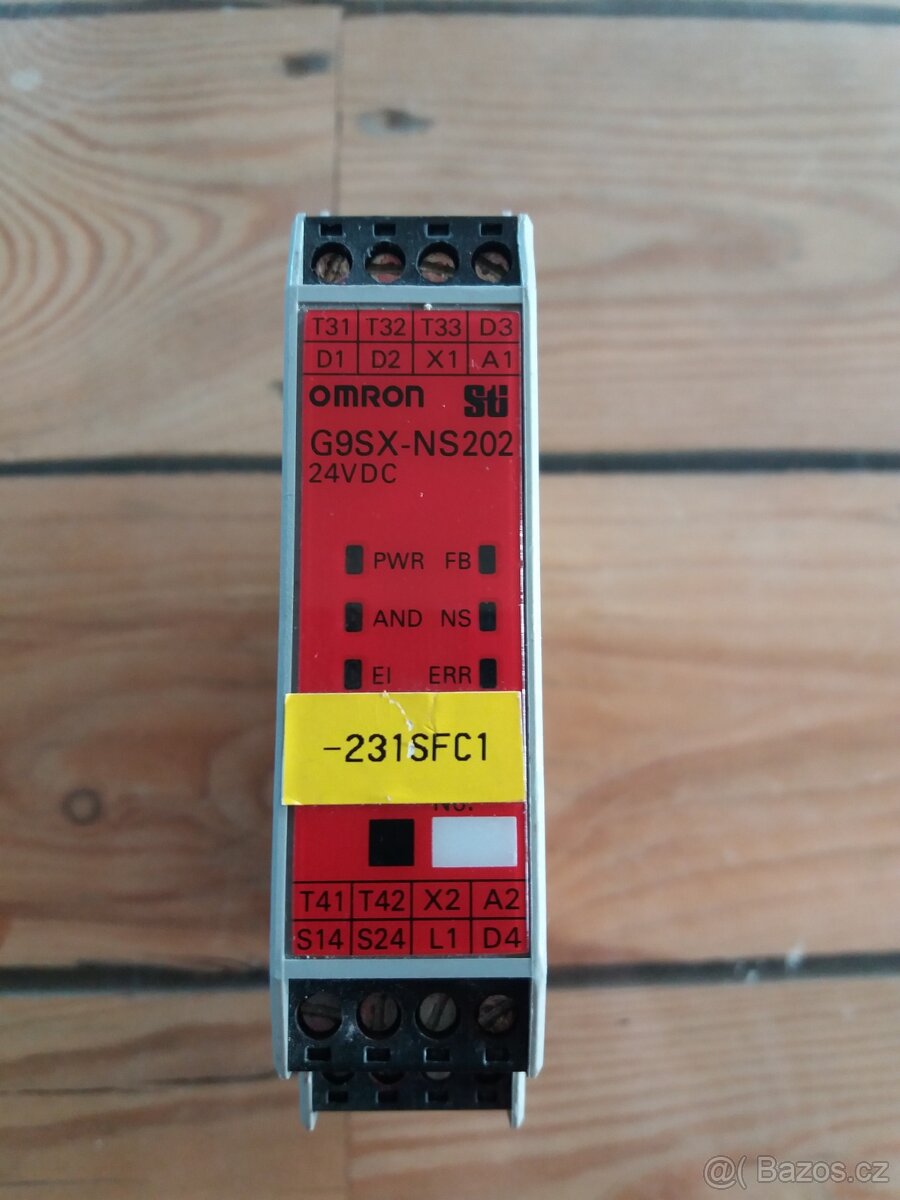 T31 T32 T33 D3
D1 D2 X1 A1
OMRON Sti
G9SX-NS202
24VDC
PWR FB
AND NS
EI ERR
-231SFC1
No.
T41 T42 X2 A2
S14 S24 L1 D4
@( Bazos.cz